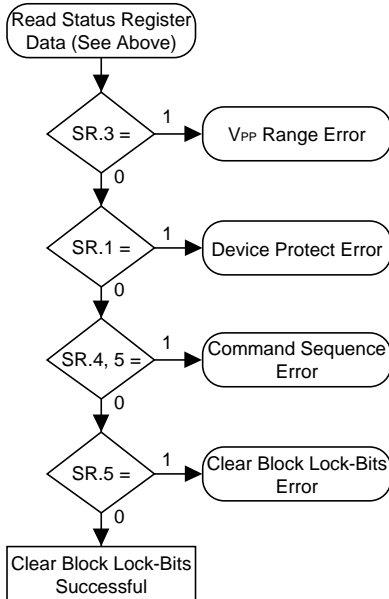 Read Status Register
Data (See Above)
SR.3 =
1
VPP Range Error
0
SR.1 =
1
Device Protect Error
0
SR.4, 5 =
1
Command Sequence
Error
0
SR.5 =
1
Clear Block Lock-Bits
Error
0
Clear Block Lock-Bits
Successful